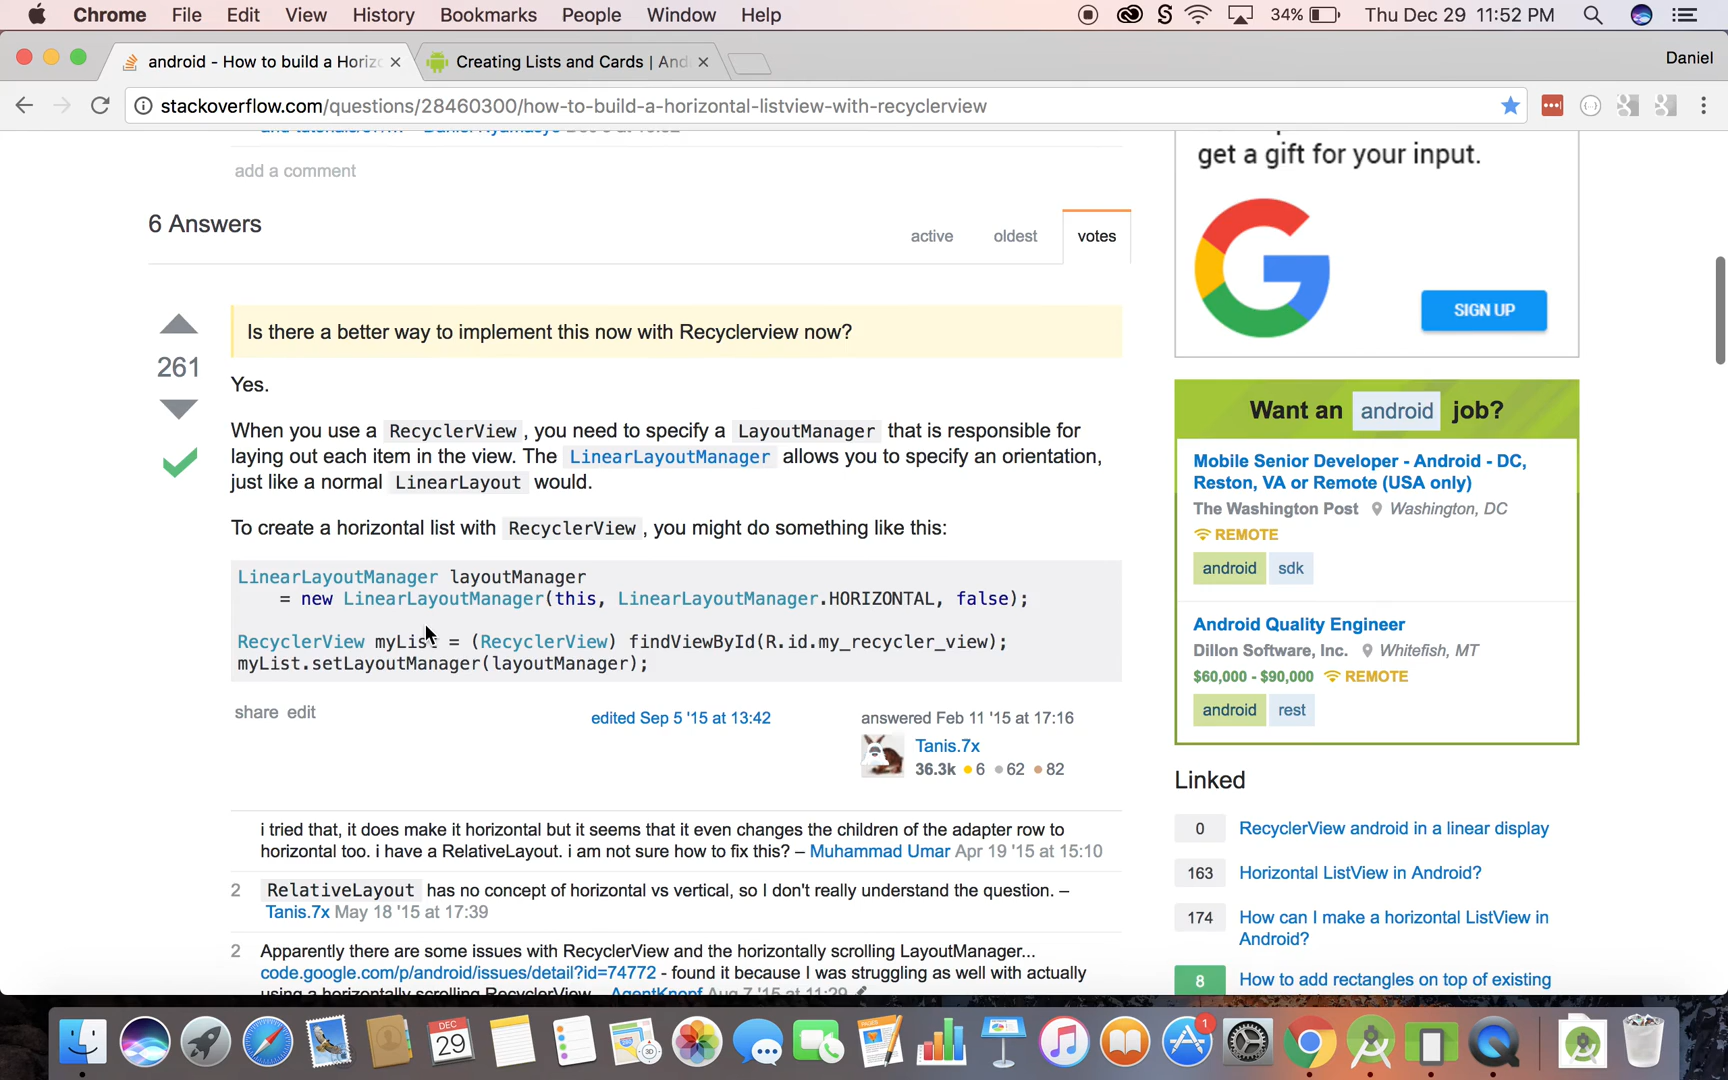 Chrome File Edit View History Bookmarks People Window Help
34% Thu Dec 29 11:52 PM
android - How to build a Horiz
Creating Lists and Cards | And
Daniel
stackoverflow.com/questions/28460300/how-to-build-a-horizontal-listview-with-recyclerview
add a comment
6 Answers
active oldest votes
261
Is there a better way to implement this now with Recyclerview now?
Yes.
When you use a RecyclerView, you need to specify a LayoutManager that is responsible for
laying out each item in the view. The LinearLayoutManager allows you to specify an orientation,
just like a normal LinearLayout would.
To create a horizontal list with RecyclerView, you might do something like this:
LinearLayoutManager layoutManager
= new LinearLayoutManager(this, LinearLayoutManager.HORIZONTAL, false);
RecyclerView myList = (RecyclerView) findViewById(R.id.my_recycler_view);
myList.setLayoutManager(layoutManager);
share edit
edited Sep 5 '15 at 13:42
answered Feb 11 '15 at 17:16
Tanis.7x
36.3k 6 62 82
i tried that, it does make it horizontal but it seems that it even changes the children of the adapter row to
horizontal too. i have a RelativeLayout. i am not sure how to fix this? – Muhammad Umar Apr 19 '15 at 15:10
2 RelativeLayout has no concept of horizontal vs vertical, so I don't really understand the question. –
Tanis.7x May 18 '15 at 17:39
2 Apparently there are some issues with RecyclerView and the horizontally scrolling LayoutManager...
code.google.com/p/android/issues/detail?id=74772 - found it because I was struggling as well with actually
using a horizontally scrolling RecyclerView. – AgentKnopf Aug 7 '15 at 11:29
get a gift for your input.
SIGN UP
Want an android job?
Mobile Senior Developer - Android - DC,
Reston, VA or Remote (USA only)
The Washington Post Washington, DC
REMOTE
android sdk
Android Quality Engineer
Dillon Software, Inc. Whitefish, MT
$60,000 - $90,000 REMOTE
android rest
Linked
0 RecyclerView android in a linear display
163 Horizontal ListView in Android?
174 How can I make a horizontal ListView in
Android?
8 How to add rectangles on top of existing
DEC
29
PAGES
3D
1